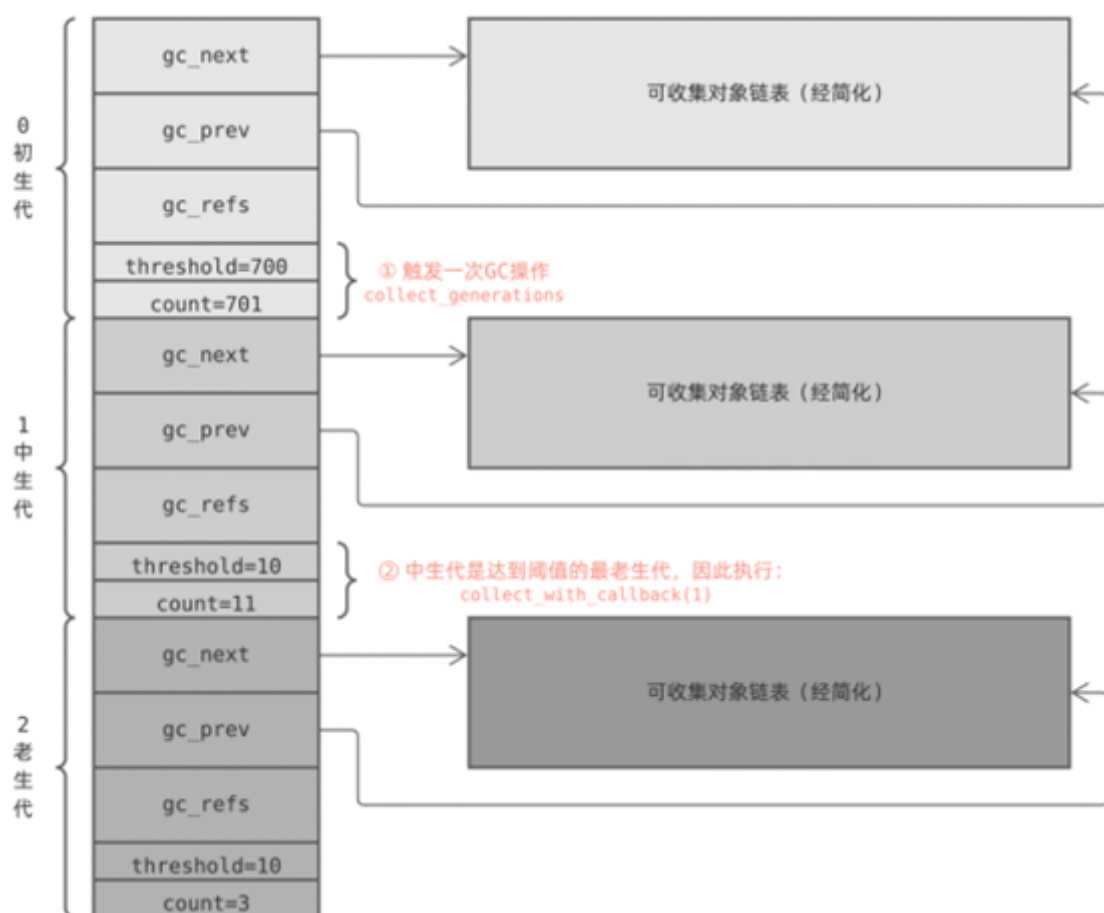 gc_next
可收集对象链表（经简化）
gc_prev
0
初
生
代
gc_refs
threshold=700
① 触发一次GC操作
collect_generations
count=701
gc_next
可收集对象链表（经简化）
gc_prev
1
中
生
代
gc_refs
threshold=10
② 中生代是达到阈值的最老生代，因此执行：
collect_with_callback(1)
count=11
gc_next
可收集对象链表（经简化）
gc_prev
2
老
生
代
gc_refs
threshold=10
count=3